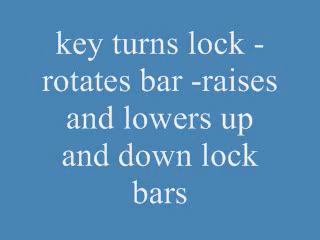 key turns lock -
rotates bar -raises
and lowers up
and down lock
bars